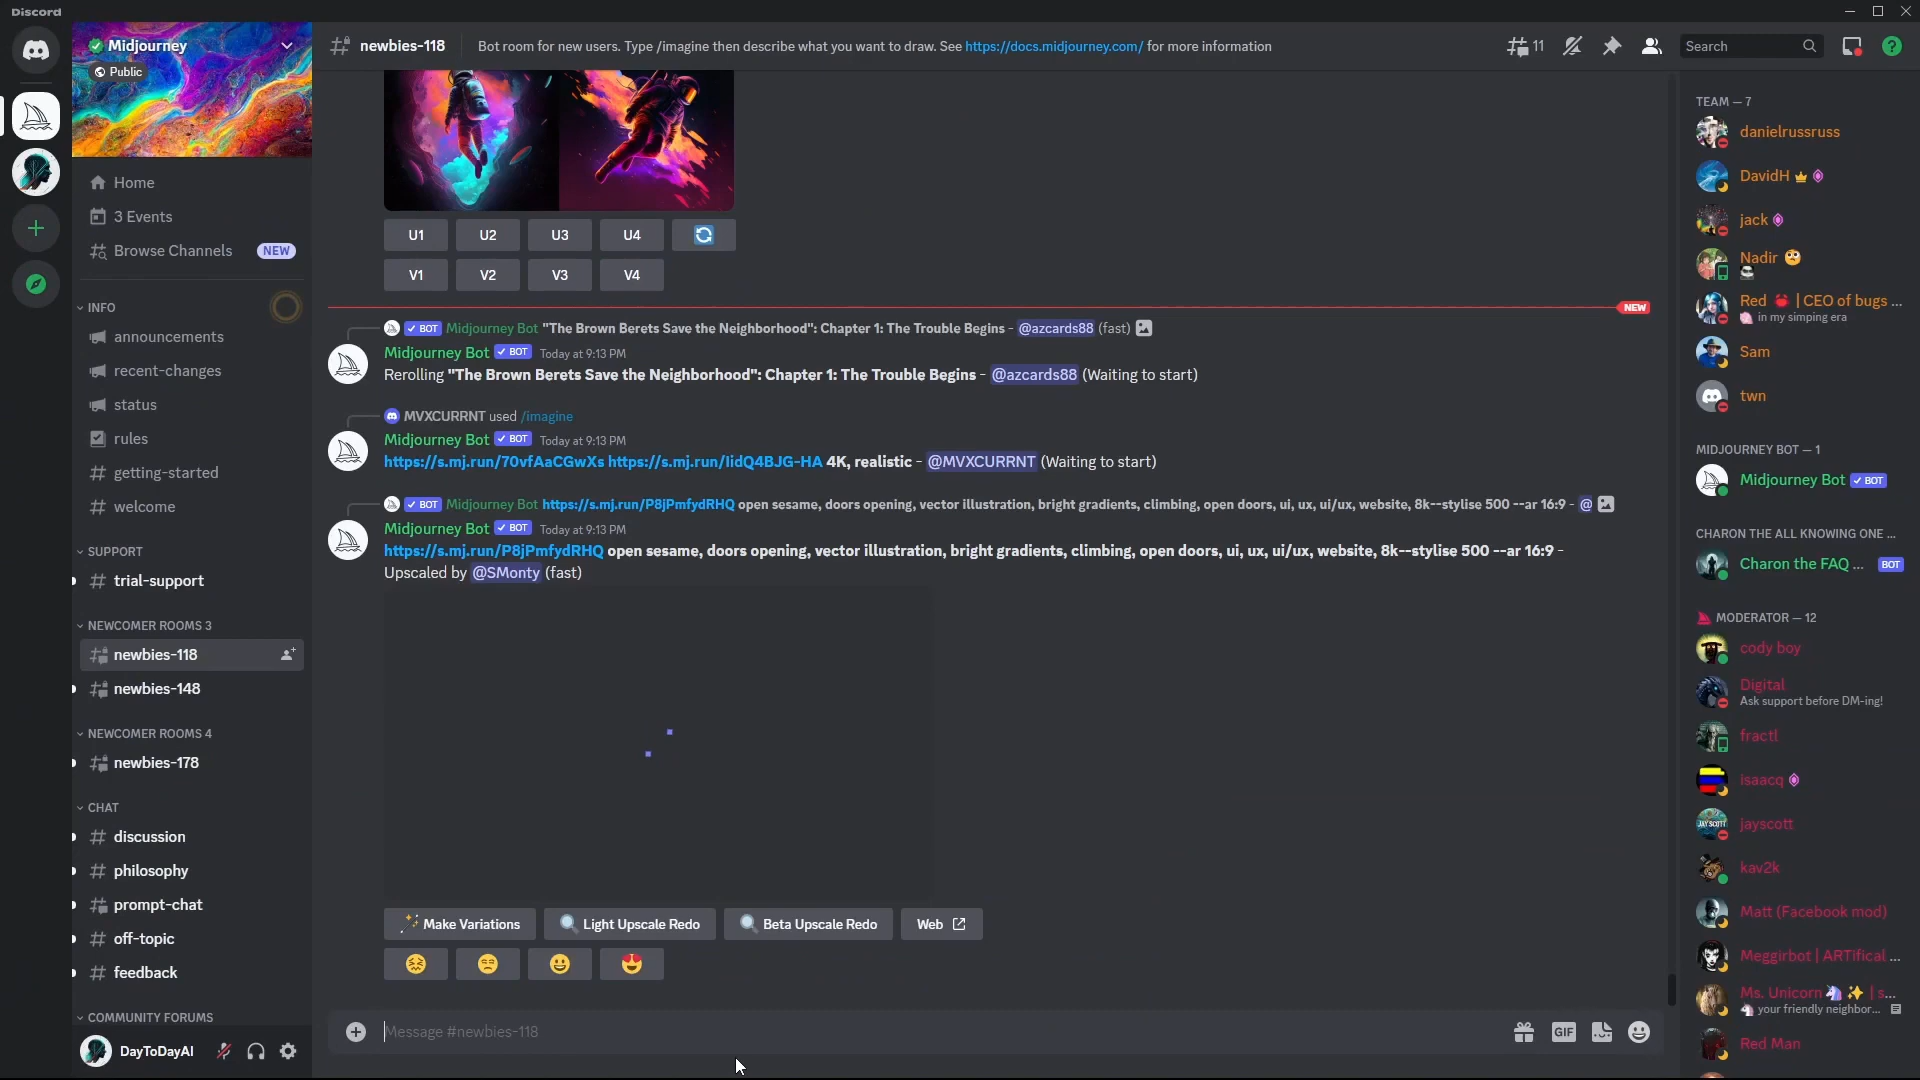 Discord
Midjourney
Public
Home
3 Events
Browse Channels NEW
INFO
announcements
recent-changes
status
rules
getting-started
welcome
SUPPORT
trial-support
NEWCOMER ROOMS 3
newbies-118
newbies-148
NEWCOMER ROOMS 4
newbies-178
CHAT
discussion
philosophy
prompt-chat
off-topic
feedback
COMMUNITY FORUMS
DayToDayAI
newbies-118 Bot room for new users. Type /imagine then describe what you want to draw. See https://docs.midjourney.com/ for more information
11
Search
U1 U2 U3 U4
V1 V2 V3 V4
NEW
BOT Midjourney Bot "The Brown Berets Save the Neighborhood": Chapter 1: The Trouble Begins - @azcards88 (fast)
Midjourney Bot BOT Today at 9:13 PM
Rerolling "The Brown Berets Save the Neighborhood": Chapter 1: The Trouble Begins - @azcards88 (Waiting to start)
MVXCURRNT used /imagine
Midjourney Bot BOT Today at 9:13 PM
https://s.mj.run/70vfAaCGwXs https://s.mj.run/IidQ4BJG-HA 4K, realistic - @MVXCURRNT (Waiting to start)
BOT Midjourney Bot https://s.mj.run/P8jPmfydRHQ open sesame, doors opening, vector illustration, bright gradients, climbing, open doors, ui, ux, ui/ux, website, 8k--stylise 500 --ar 16:9 - @
Midjourney Bot BOT Today at 9:13 PM
https://s.mj.run/P8jPmfydRHQ open sesame, doors opening, vector illustration, bright gradients, climbing, open doors, ui, ux, ui/ux, website, 8k--stylise 500 --ar 16:9 -
Upscaled by @SMonty (fast)
Make Variations Light Upscale Redo Beta Upscale Redo Web
Message #newbies-118
GIF
TEAM — 7
danielrussruss
DavidH
jack
Nadir
Red | CEO of bugs ...
in my simping era
Sam
twn
MIDJOURNEY BOT — 1
Midjourney Bot BOT
CHARON THE ALL KNOWING ONE ...
Charon the FAQ ... BOT
MODERATOR — 12
cody boy
Digital
Ask support before DM-ing!
fractl
isaacq
JAY SCOTT
jayscott
kav2k
Matt (Facebook mod)
Meggirbot | ARTifical ...
Ms. Unicorn | s...
your friendly neighbor...
Red Man